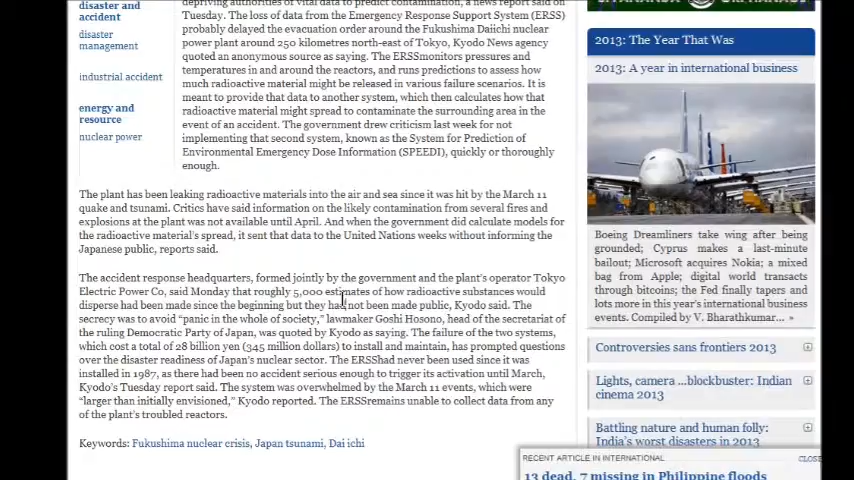 disaster and
accident
disaster
management
industrial accident
energy and
resource
nuclear power
depriving authorities of vital data to predict contamination, a news report said on
Tuesday. The loss of data from the Emergency Response Support System (ERSS)
probably delayed the evacuation order around the Fukushima Daiichi nuclear
power plant around 250 kilometres north-east of Tokyo, Kyodo News agency
quoted an anonymous source as saying. The ERSSmonitors pressures and
temperatures in and around the reactors, and runs predictions to assess how
much radioactive material might be released in various failure scenarios. It is
meant to provide that data to another system, which then calculates how that
radioactive material might spread to contaminate the surrounding area in the
event of an accident. The government drew criticism last week for not
implementing that second system, known as the System for Prediction of
Environmental Emergency Dose Information (SPEEDI), quickly or thoroughly
enough.
The plant has been leaking radioactive materials into the air and sea since it was hit by the March 11
quake and tsunami. Critics have said information on the likely contamination from several fires and
explosions at the plant was not available until April. And when the government did calculate models for
the radioactive material's spread, it sent that data to the United Nations weeks without informing the
Japanese public, reports said.
The accident response headquarters, formed jointly by the government and the plant's operator Tokyo
Electric Power Co, said Monday that roughly 5,000 estimates of how radioactive substances would
disperse had been made since the beginning but they had not been made public, Kyodo said. The
secrecy was to avoid “panic in the whole of society,” lawmaker Goshi Hosono, head of the secretariat of
the ruling Democratic Party of Japan, was quoted by Kyodo as saying. The failure of the two systems,
which cost a total of 28 billion yen (345 million dollars) to install and maintain, has prompted questions
over the disaster readiness of Japan's nuclear sector. The ERSShad never been used since it was
installed in 1987, as there had been no accident serious enough to trigger its activation until March,
Kyodo's Tuesday report said. The system was overwhelmed by the March 11 events, which were
“larger than initially envisioned,” Kyodo reported. The ERSSremains unable to collect data from any
of the plant's troubled reactors.
Keywords: Fukushima nuclear crisis, Japan tsunami, Dai ichi
2013: The Year That Was
2013: A year in international business
Boeing Dreamliners take wing after being
grounded; Cyprus makes a last-minute
bailout; Microsoft acquires Nokia; a mixed
bag from Apple; digital world transacts
through bitcoins; the Fed finally tapers and
lots more in this year's international business
events. Compiled by V. Bharathkumar... »
Controversies sans frontiers 2013
Lights, camera ...blockbuster: Indian
cinema 2013
Battling nature and human folly:
India's worst disasters in 2013
RECENT ARTICLE IN INTERNATIONAL
CLOSE
13 dead, 7 missing in Philippine floods